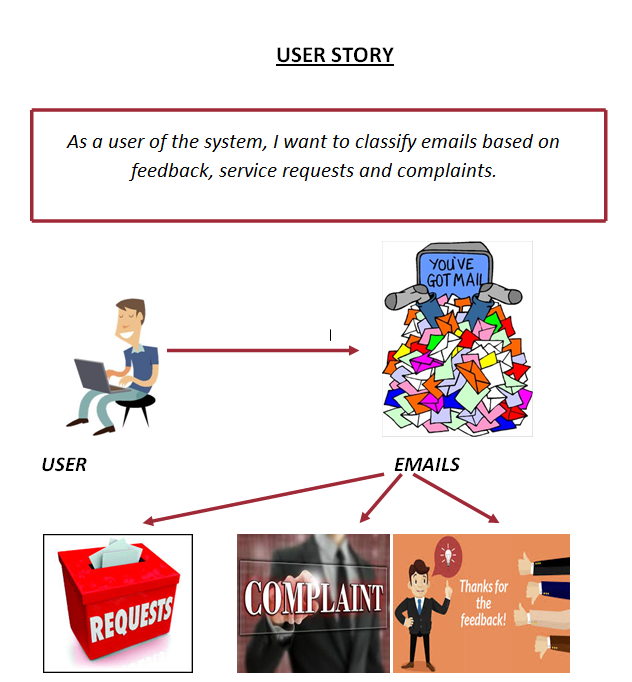 USER STORY
As a user of the system, I want to classify emails based on
feedback, service requests and complaints.
YOU'VE
GOT MAIL
USER
EMAILS
REQUESTS
COMPLAINT
Thanks for
the
feedback!